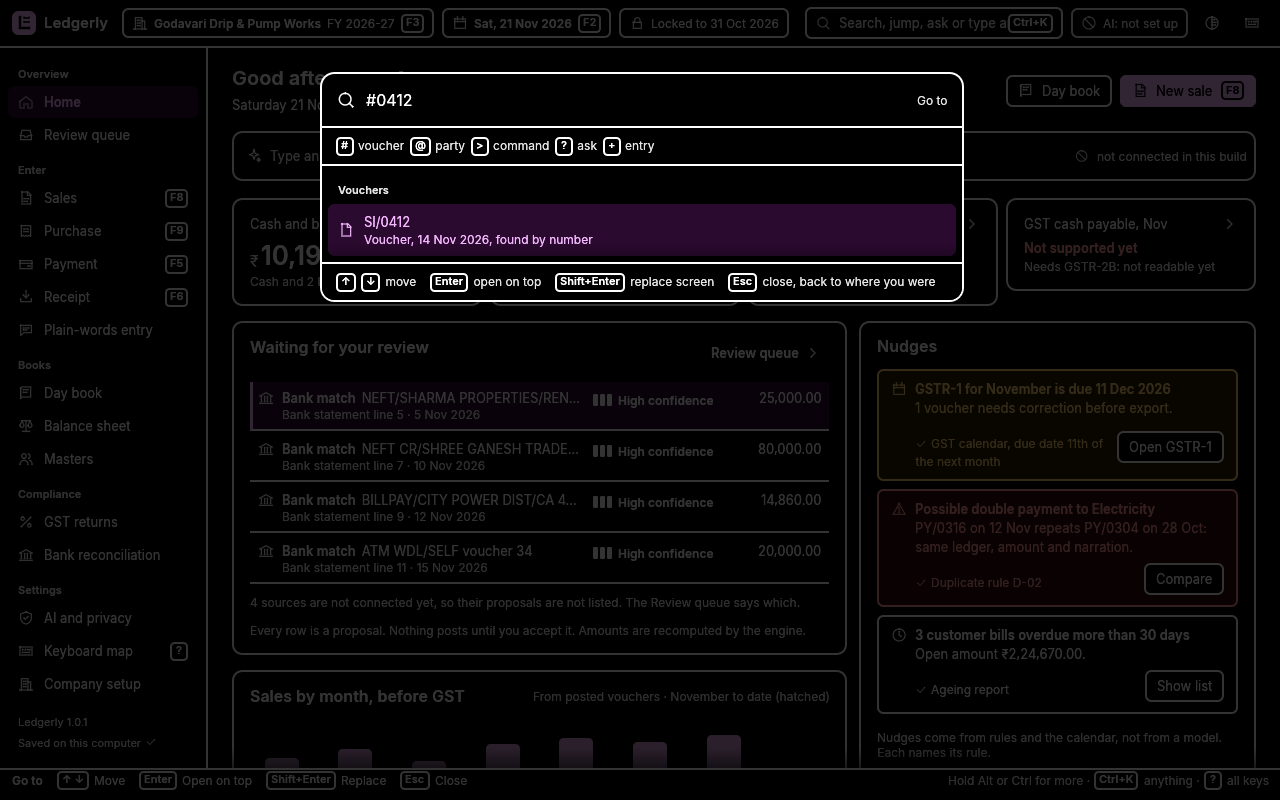 Ledgerly
Godavari Drip & Pump Works FY 2026-27 F3
Sat, 21 Nov 2026 F2
Locked to 31 Oct 2026
Search, jump, ask or type a Ctrl+K
AI: not set up
Overview
Home
Review queue
Enter
Sales F8
Purchase F9
Payment F5
Receipt F6
Plain-words entry
Books
Day book
Balance sheet
Masters
Compliance
GST returns
Bank reconciliation
Settings
AI and privacy
Keyboard map ?
Company setup
Ledgerly 1.0.1
Saved on this computer
Good
Saturday 21
Day book
New sale F8
#0412
Go to
# voucher @ party > command ? ask + entry
Vouchers
SI/0412
Voucher, 14 Nov 2026, found by number
↑ ↓ move Enter open on top Shift+Enter replace screen Esc close, back to where you were
not connected in this build
₹10,19
GST cash payable, Nov
Not supported yet
Needs GSTR-2B: not readable yet
Waiting for your review
Review queue
Bank match NEFT/SHARMA PROPERTIES/REN... High confidence 25,000.00
Bank statement line 5 · 5 Nov 2026
Bank match NEFT CR/SHREE GANESH TRADE... High confidence 80,000.00
Bank statement line 7 · 10 Nov 2026
Bank match BILLPAY/CITY POWER DIST/CA 4... High confidence 14,860.00
Bank statement line 9 · 12 Nov 2026
Bank match ATM WDL/SELF voucher 34 High confidence 20,000.00
Bank statement line 11 · 15 Nov 2026
4 sources are not connected yet, so their proposals are not listed. The Review queue says which.
Every row is a proposal. Nothing posts until you accept it. Amounts are recomputed by the engine.
Sales by month, before GST
From posted vouchers · November to date (hatched)
Nudges
GSTR-1 for November is due 11 Dec 2026
1 voucher needs correction before export.
✓ GST calendar, due date 11th of
the next month
Open GSTR-1
Possible double payment to Electricity
PY/0316 on 12 Nov repeats PY/0304 on 28 Oct:
same ledger, amount and narration.
✓ Duplicate rule D-02
Compare
3 customer bills overdue more than 30 days
Open amount ₹2,24,670.00.
✓ Ageing report
Show list
Nudges come from rules and the calendar, not from a model.
Each names its rule.
Go to ↑ ↓ Move Enter Open on top Shift+Enter Replace Esc Close
Hold Alt or Ctrl for more · Ctrl+K anything · ? all keys